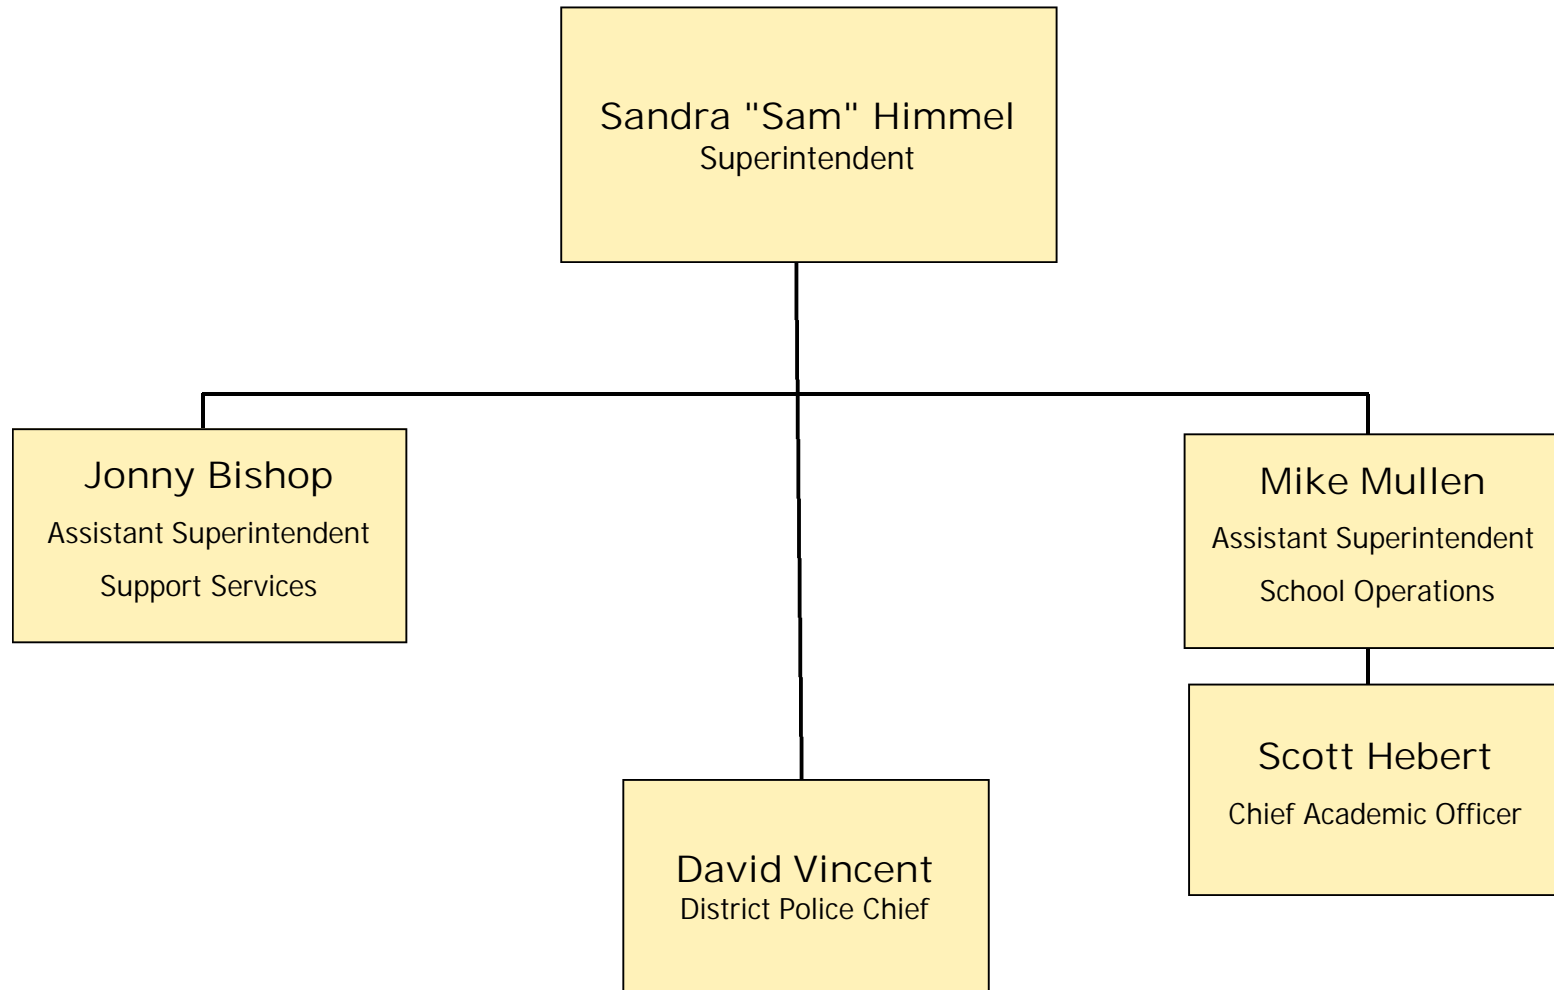 Sandra "Sam" Himmel
Superintendent
Jonny Bishop
Assistant Superintendent
Support Services
Mike Mullen
Assistant Superintendent
School Operations
Scott Hebert
Chief Academic Officer
David Vincent
District Police Chief